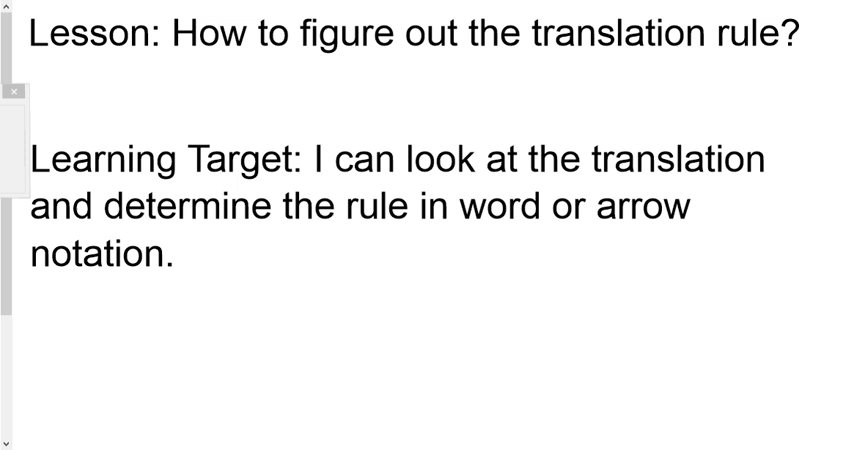 Lesson: How to figure out the translation rule?
Learning Target: I can look at the translation
and determine the rule in word or arrow
notation.